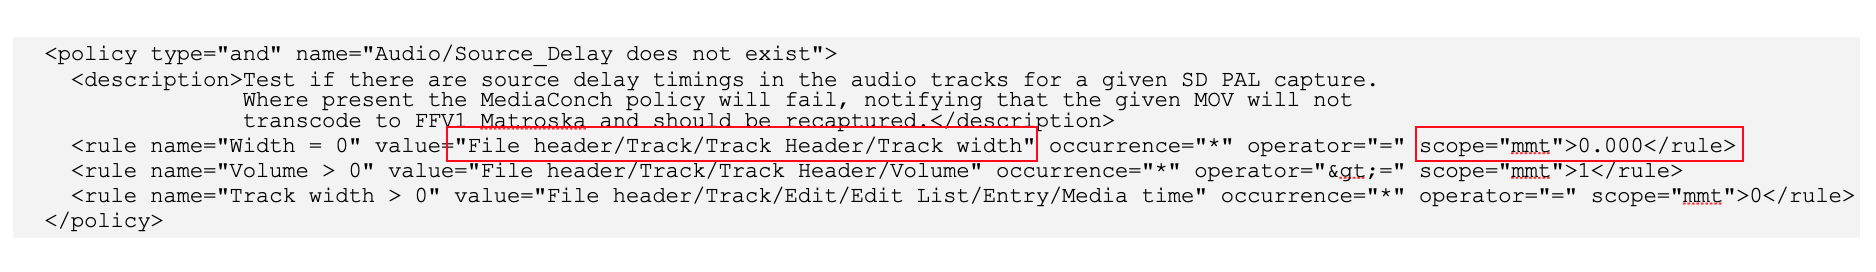 <policy type="and" name="Audio/Source_Delay does not exist">
<description>Test if there are source delay timings in the audio tracks for a given SD PAL capture.
Where present the MediaConch policy will fail, notifying that the given MOV will not
transcode to FFV1 Matroska and should be recaptured.</description>
<rule name="Width = 0" value="File header/Track/Track Header/Track width" occurrence="*" operator="=" scope="mmt">0.000</rule>
<rule name="Volume > 0" value="File header/Track/Track Header/Volume" occurrence="*" operator="&gt;=" scope="mmt">1</rule>
<rule name="Track width > 0" value="File header/Track/Edit/Edit List/Entry/Media time" occurrence="*" operator="=" scope="mmt">0</rule>
</policy>